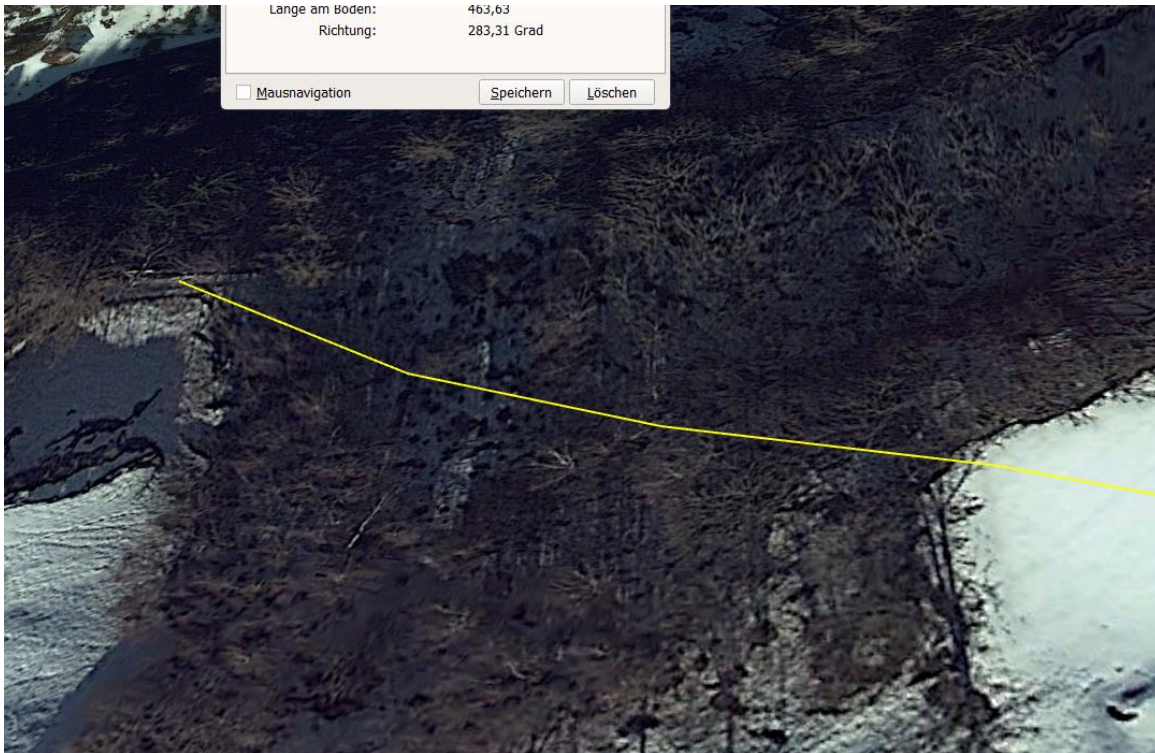 Länge am Boden: 463,63
Richtung: 283,31 Grad
Mausnavigation Speichern Löschen